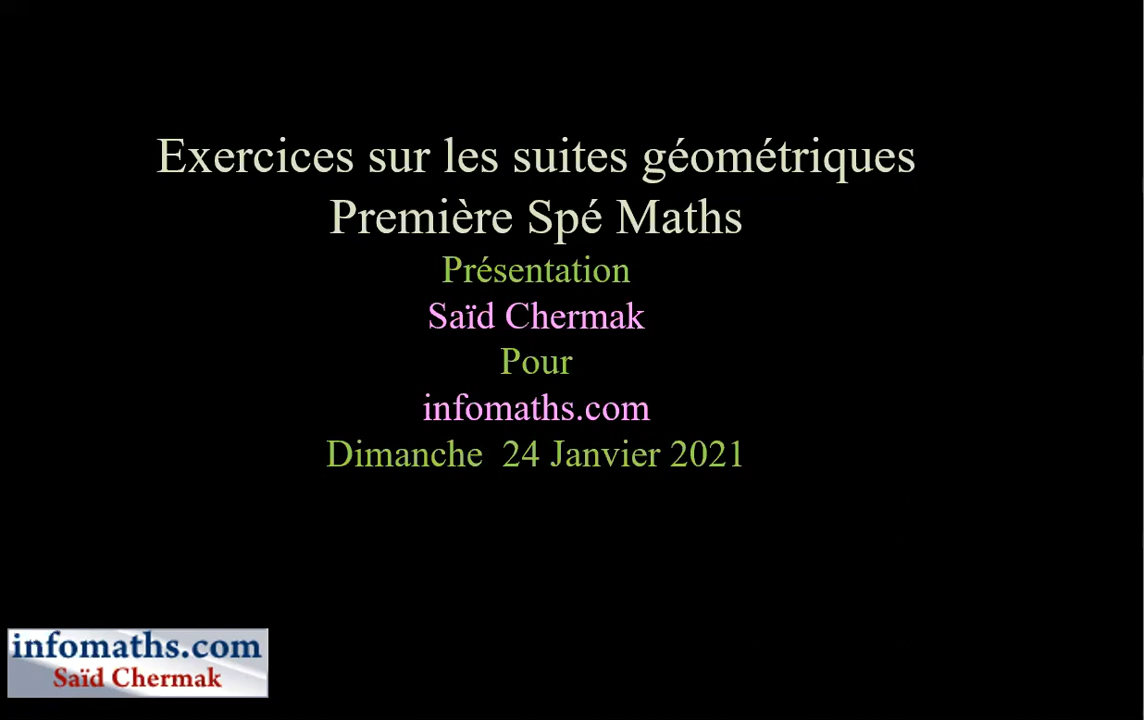 Exercices sur les suites géométriques
Première Spé Maths
Présentation
Saïd Chermak
Pour
infomaths.com
Dimanche  24 Janvier 2021
infomaths.com
Saïd Chermak